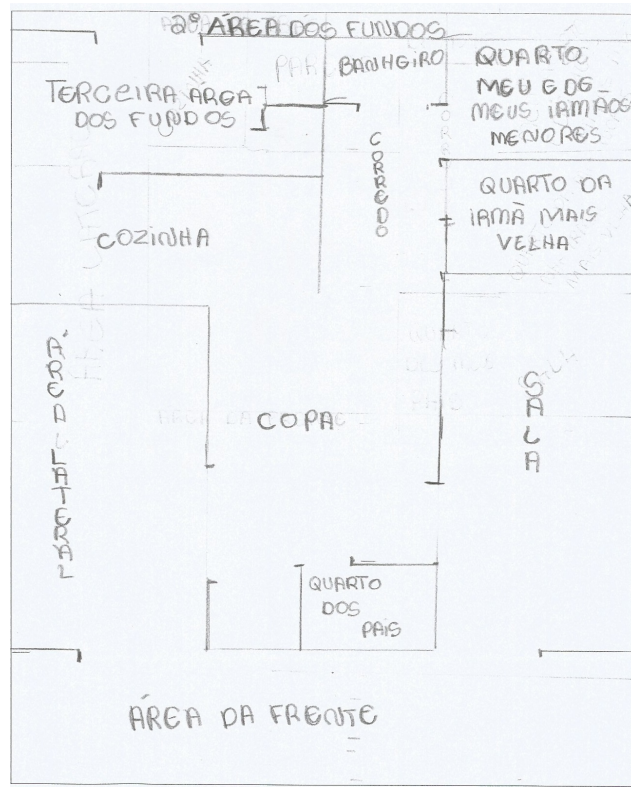 2º ÁREA DOS FUNDOS
BANHEIRO
QUARTO
MEU E DE
MEUS IRMÃOS
MENORES
TERCEIRA AREA
DOS FUNDOS
CORREDO
QUARTO DA
IRMÃ MAIS
VELHA
COZINHA
ÁREA LATERAL
COPA
SALA
QUARTO
DOS
PAIS
ÁREA DA FRENTE